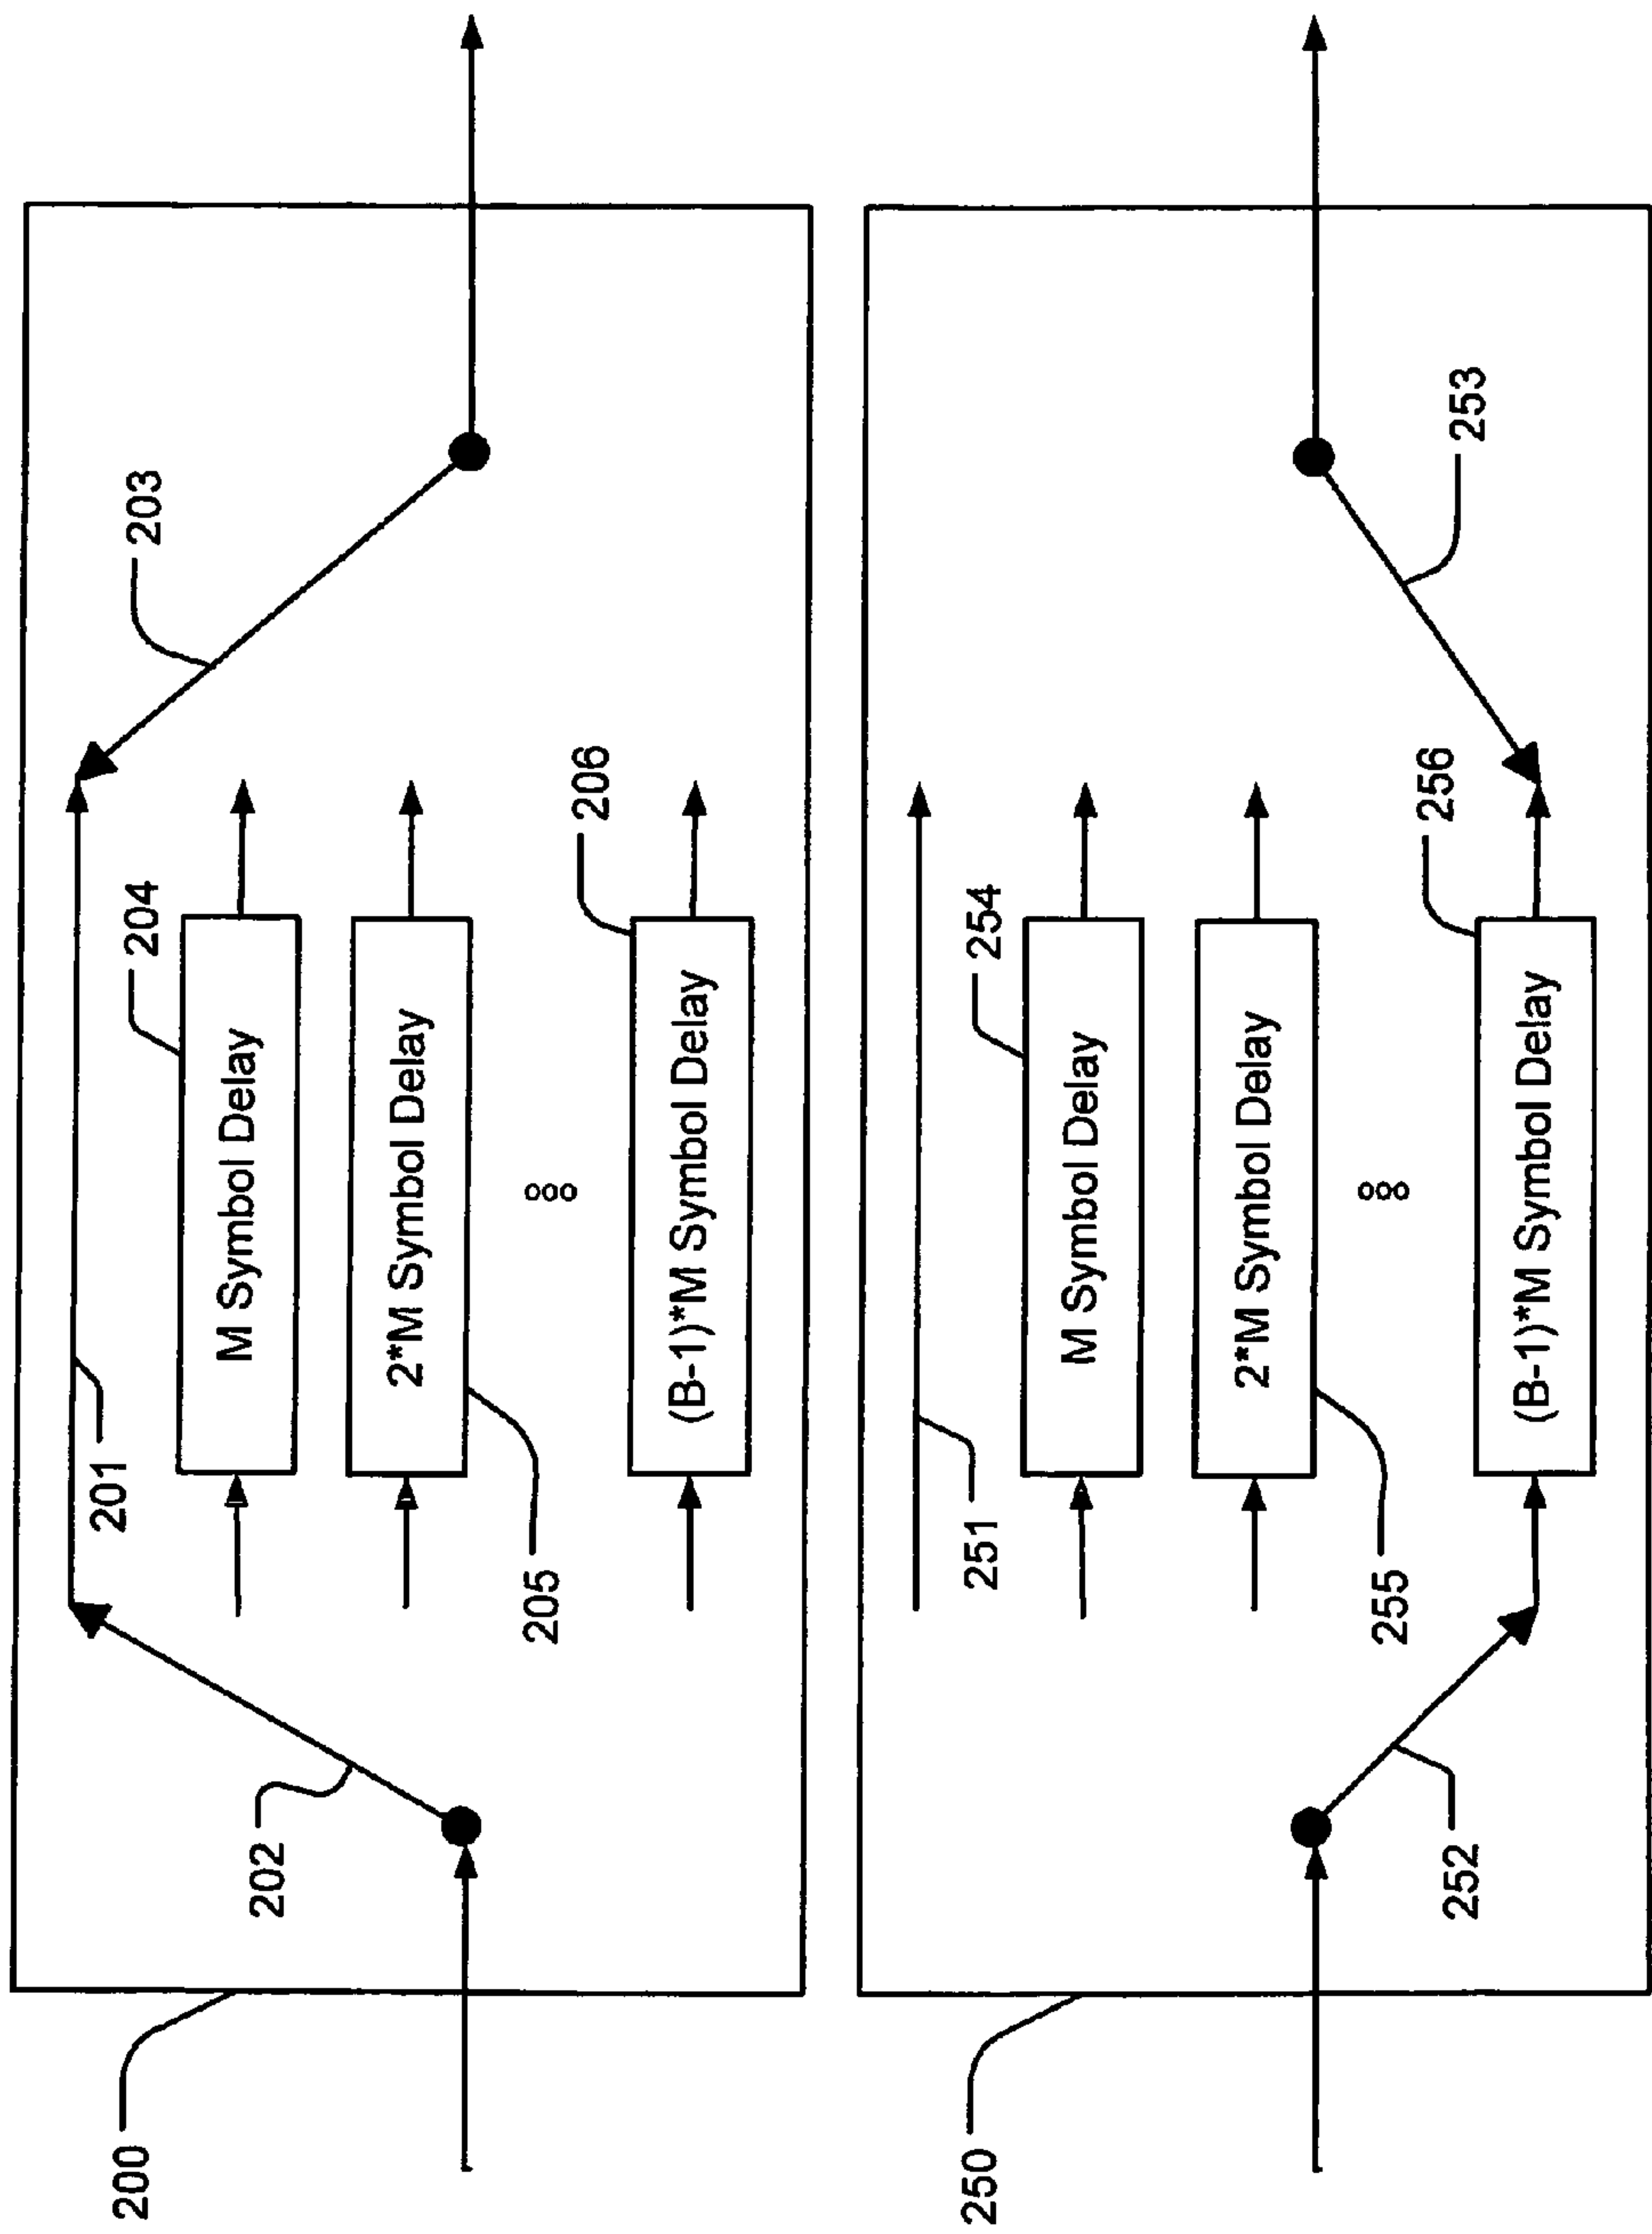 200
201
202
203
204
M Symbol Delay
2*M Symbol Delay
205
206
(B-1)*M Symbol Delay
250
251
252
253
254
M Symbol Delay
2*M Symbol Delay
255
256
(B-1)*M Symbol Delay